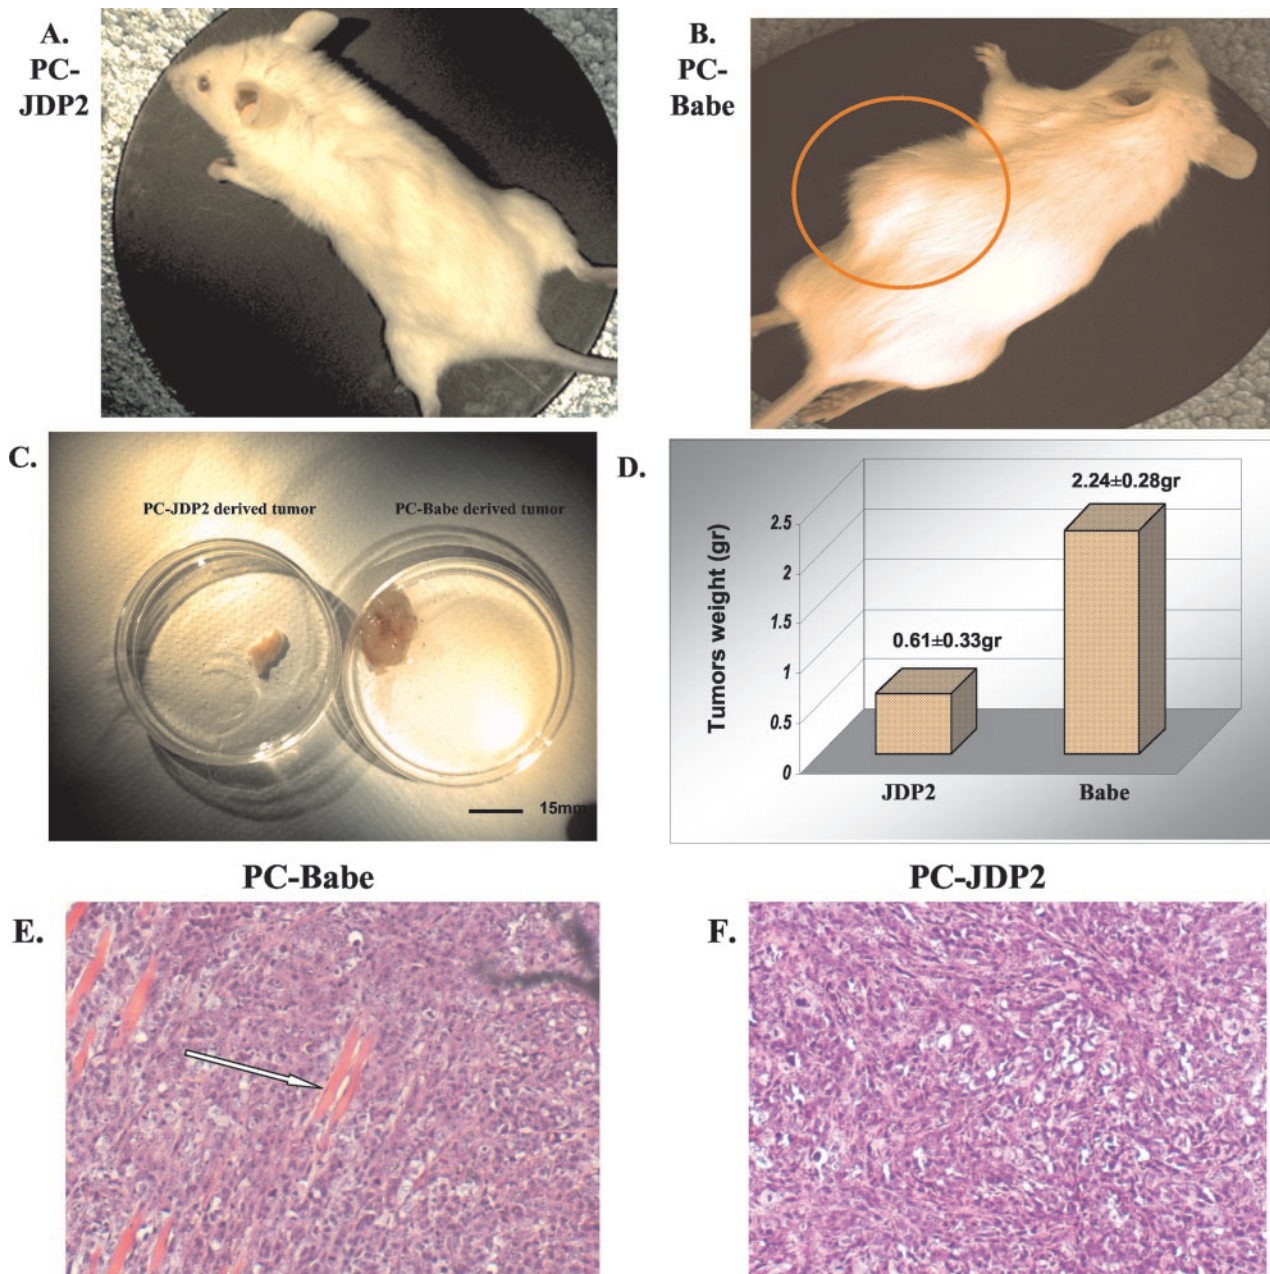 A.
PC-
JDP2
B.
PC-
Babe
C.
PC-JDP2 derived tumor
PC-Babe derived tumor
15mm
D.
Tumors weight (gr)
2.5
2
1.5
1
0.5
0
0.61±0.33gr
2.24±0.28gr
JDP2
Babe
PC-Babe
PC-JDP2
E.
F.